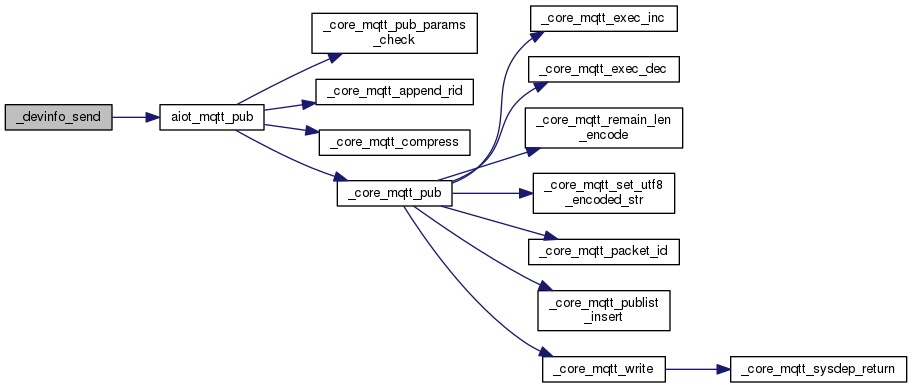 _devinfo_send
aiot_mqtt_pub
_core_mqtt_pub_params
_check
_core_mqtt_append_rid
_core_mqtt_compress
_core_mqtt_pub
_core_mqtt_exec_inc
_core_mqtt_exec_dec
_core_mqtt_remain_len
_encode
_core_mqtt_set_utf8
_encoded_str
_core_mqtt_packet_id
_core_mqtt_publist
_insert
_core_mqtt_write
_core_mqtt_sysdep_return